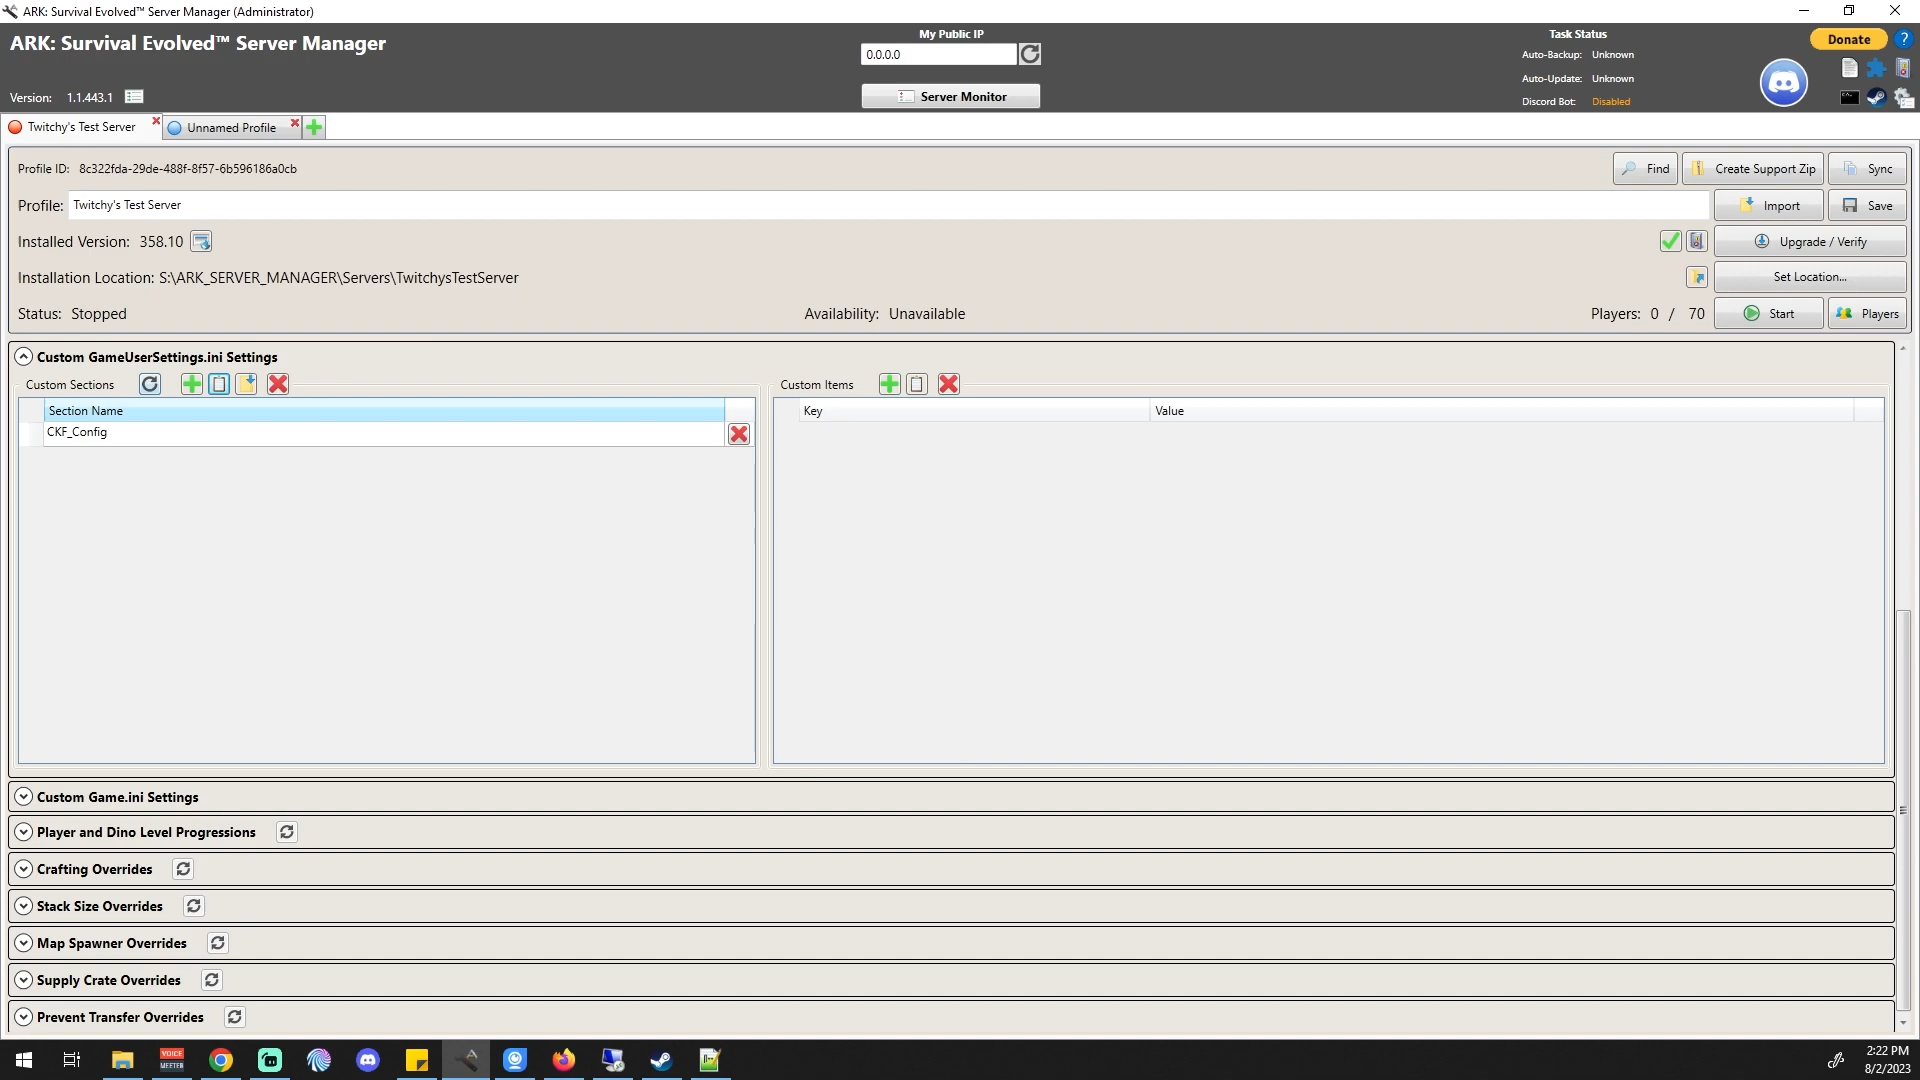 ARK: Survival Evolved™ Server Manager (Administrator)
ARK: Survival Evolved™ Server Manager
My Public IP
0.0.0.0
Server Monitor
Task Status
Auto-Backup: Unknown
Auto-Update: Unknown
Discord Bot: Disabled
Donate
?
Version: 1.1.443.1
Twitchy's Test Server
Unnamed Profile
Profile ID: 8c322fda-29de-488f-8f57-6b596186a0cb
Find
Create Support Zip
Sync
Profile: Twitchy's Test Server
Import
Save
Installed Version: 358.10
Upgrade / Verify
Installation Location: S:\ARK_SERVER_MANAGER\Servers\TwitchysTestServer
Set Location...
Status: Stopped
Availability: Unavailable
Players: 0 / 70
Start
Players
Custom GameUserSettings.ini Settings
Custom Sections
Custom Items
Section Name
Key
Value
CKF_Config
Custom Game.ini Settings
Player and Dino Level Progressions
Crafting Overrides
Stack Size Overrides
Map Spawner Overrides
Supply Crate Overrides
Prevent Transfer Overrides
VOICE
MEETER
2:22 PM
8/2/2023